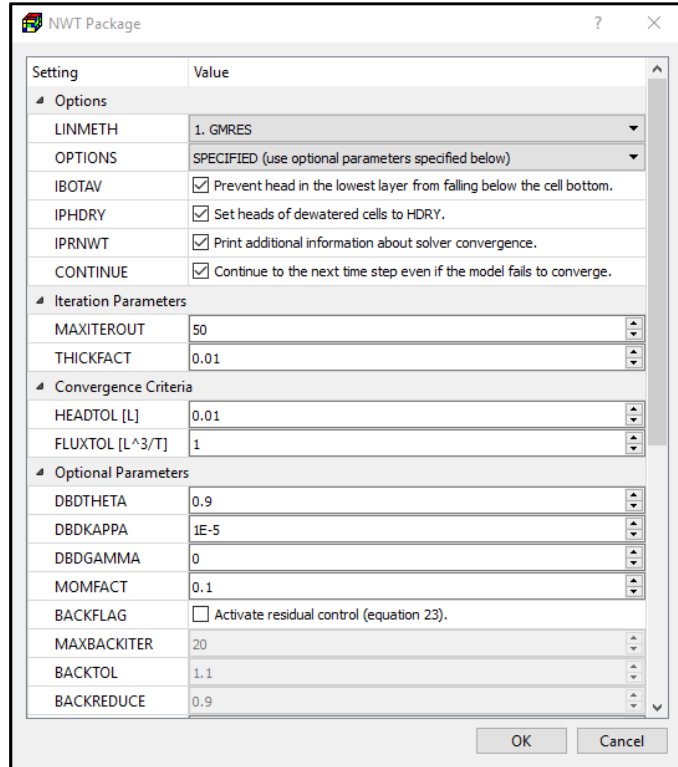 NWT Package ? ×
Setting Value
Options
LINMETH 1. GMRES
OPTIONS SPECIFIED (use optional parameters specified below)
IBOTAV Prevent head in the lowest layer from falling below the cell bottom.
IPHDRY Set heads of dewatered cells to HDRY.
IPRNWT Print additional information about solver convergence.
CONTINUE Continue to the next time step even if the model fails to converge.
Iteration Parameters
MAXITEROUT 50
THICKFACT 0.01
Convergence Criteria
HEADTOL [L] 0.01
FLUXTOL [L^3/T] 1
Optional Parameters
DBDTHETA 0.9
DBDKAPPA 1E-5
DBDGAMMA 0
MOMFACT 0.1
BACKFLAG Activate residual control (equation 23).
MAXBACKITER 20
BACKTOL 1.1
BACKREDUCE 0.9
OK Cancel